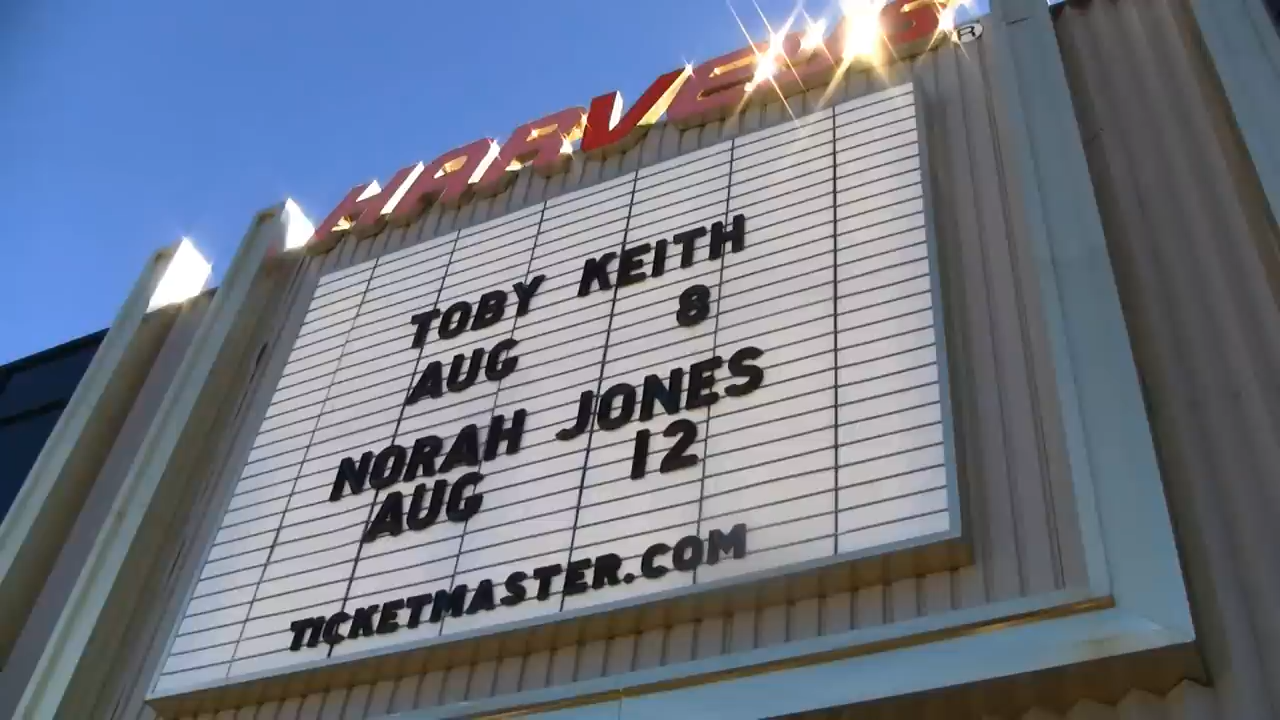 HARVEYS
®
TOBY KEITH
AUG 8
NORAH JONES
AUG 12
TICKETMASTER.COM